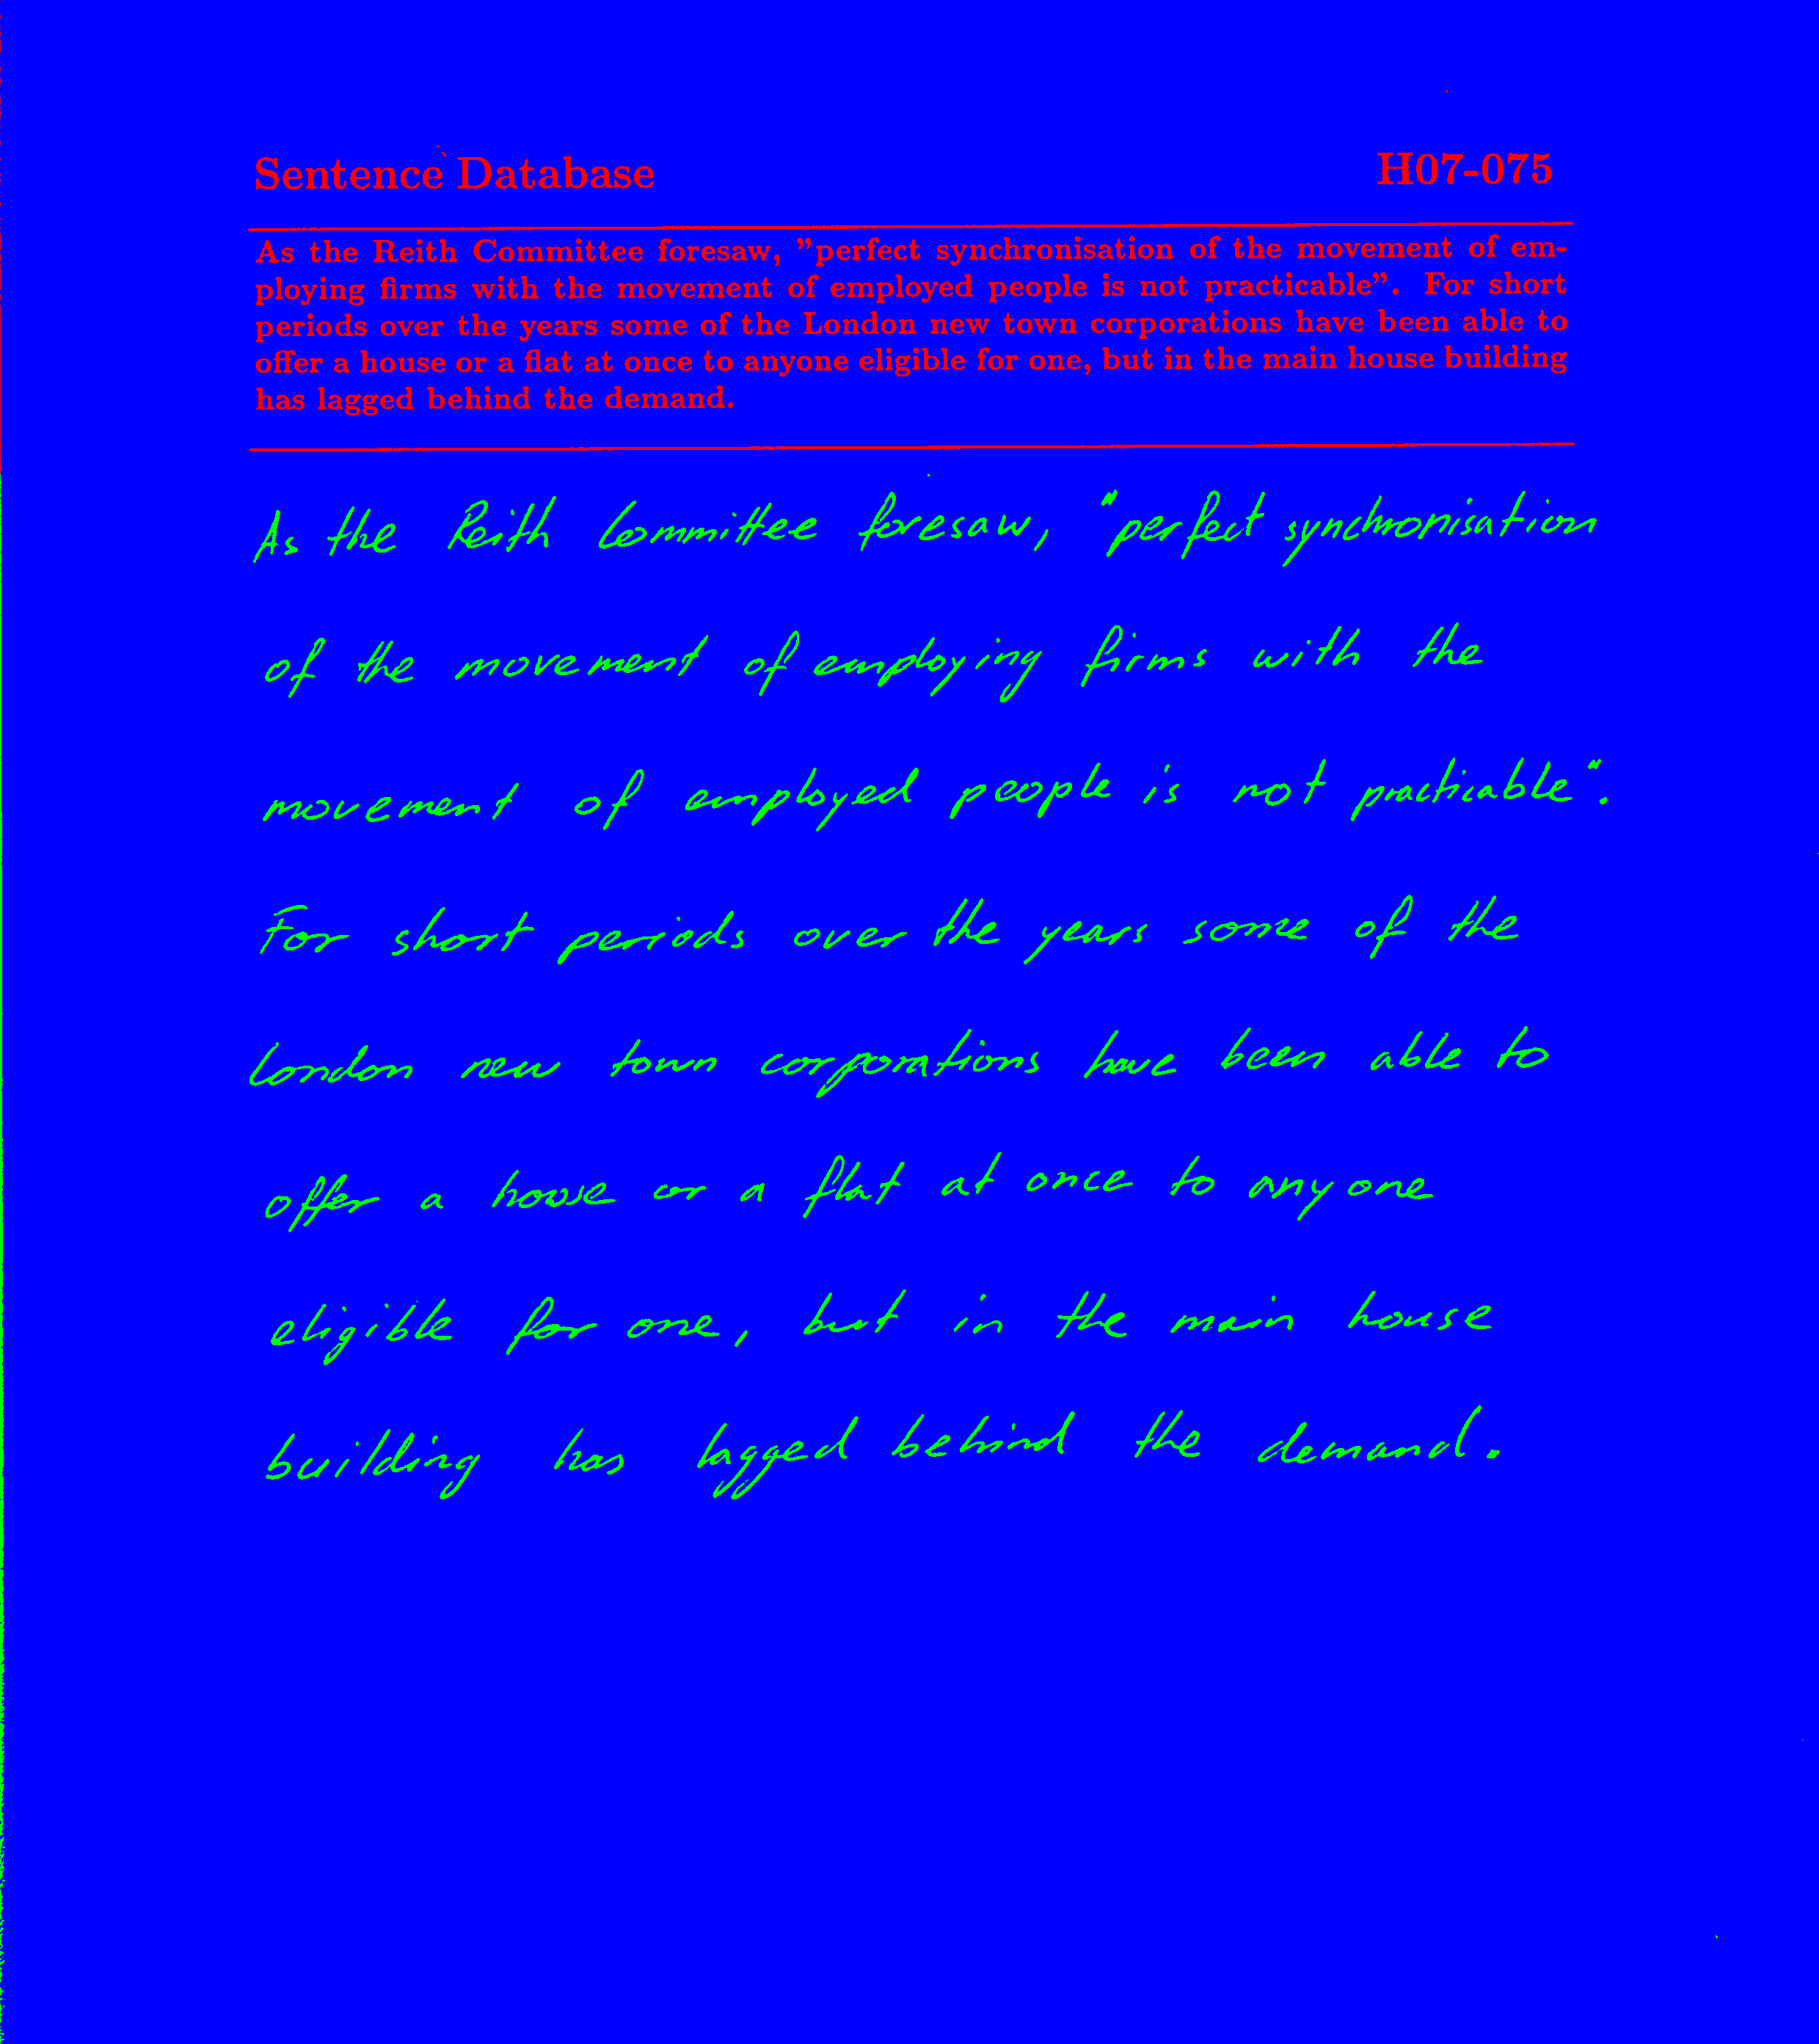 Sentence Database H07-075
As the Reith Committee foresaw, "perfect synchronisation of the movement of em-
ploying firms with the movement of employed people is not practicable". For short
periods over the years some of the London new town corporations have been able to
offer a house or a flat at once to anyone eligible for one, but in the main house building
has lagged behind the demand.
As the Reith Committee foresaw, "perfect synchronisation
of the movement of employing firms with the
movement of employed people is not practicable".
For short periods over the years some of the
London new town corporations have been able to
offer a house or a flat at once to anyone
eligible for one, but in the main house
building has lagged behind the demand.